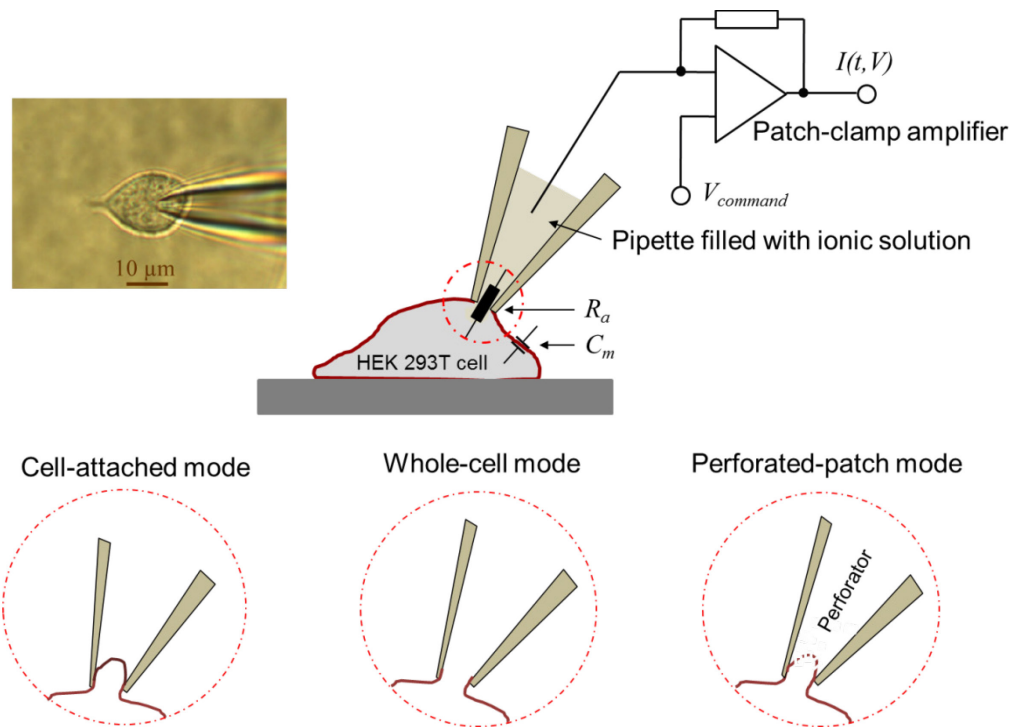 I(t,V)
Patch-clamp amplifier
V_command
Pipette filled with ionic solution
10 µm
R_a
C_m
HEK 293T cell
Cell-attached mode
Whole-cell mode
Perforated-patch mode
Perforator